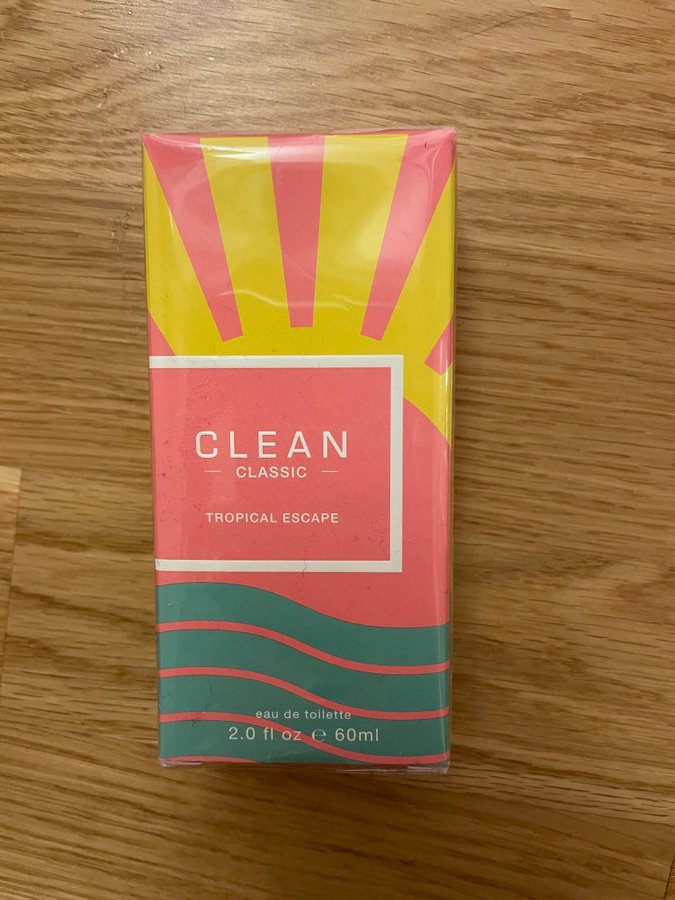 CLEAN
CLASSIC
TROPICAL ESCAPE
eau de toilette
2.0 fl oz ℮ 60ml